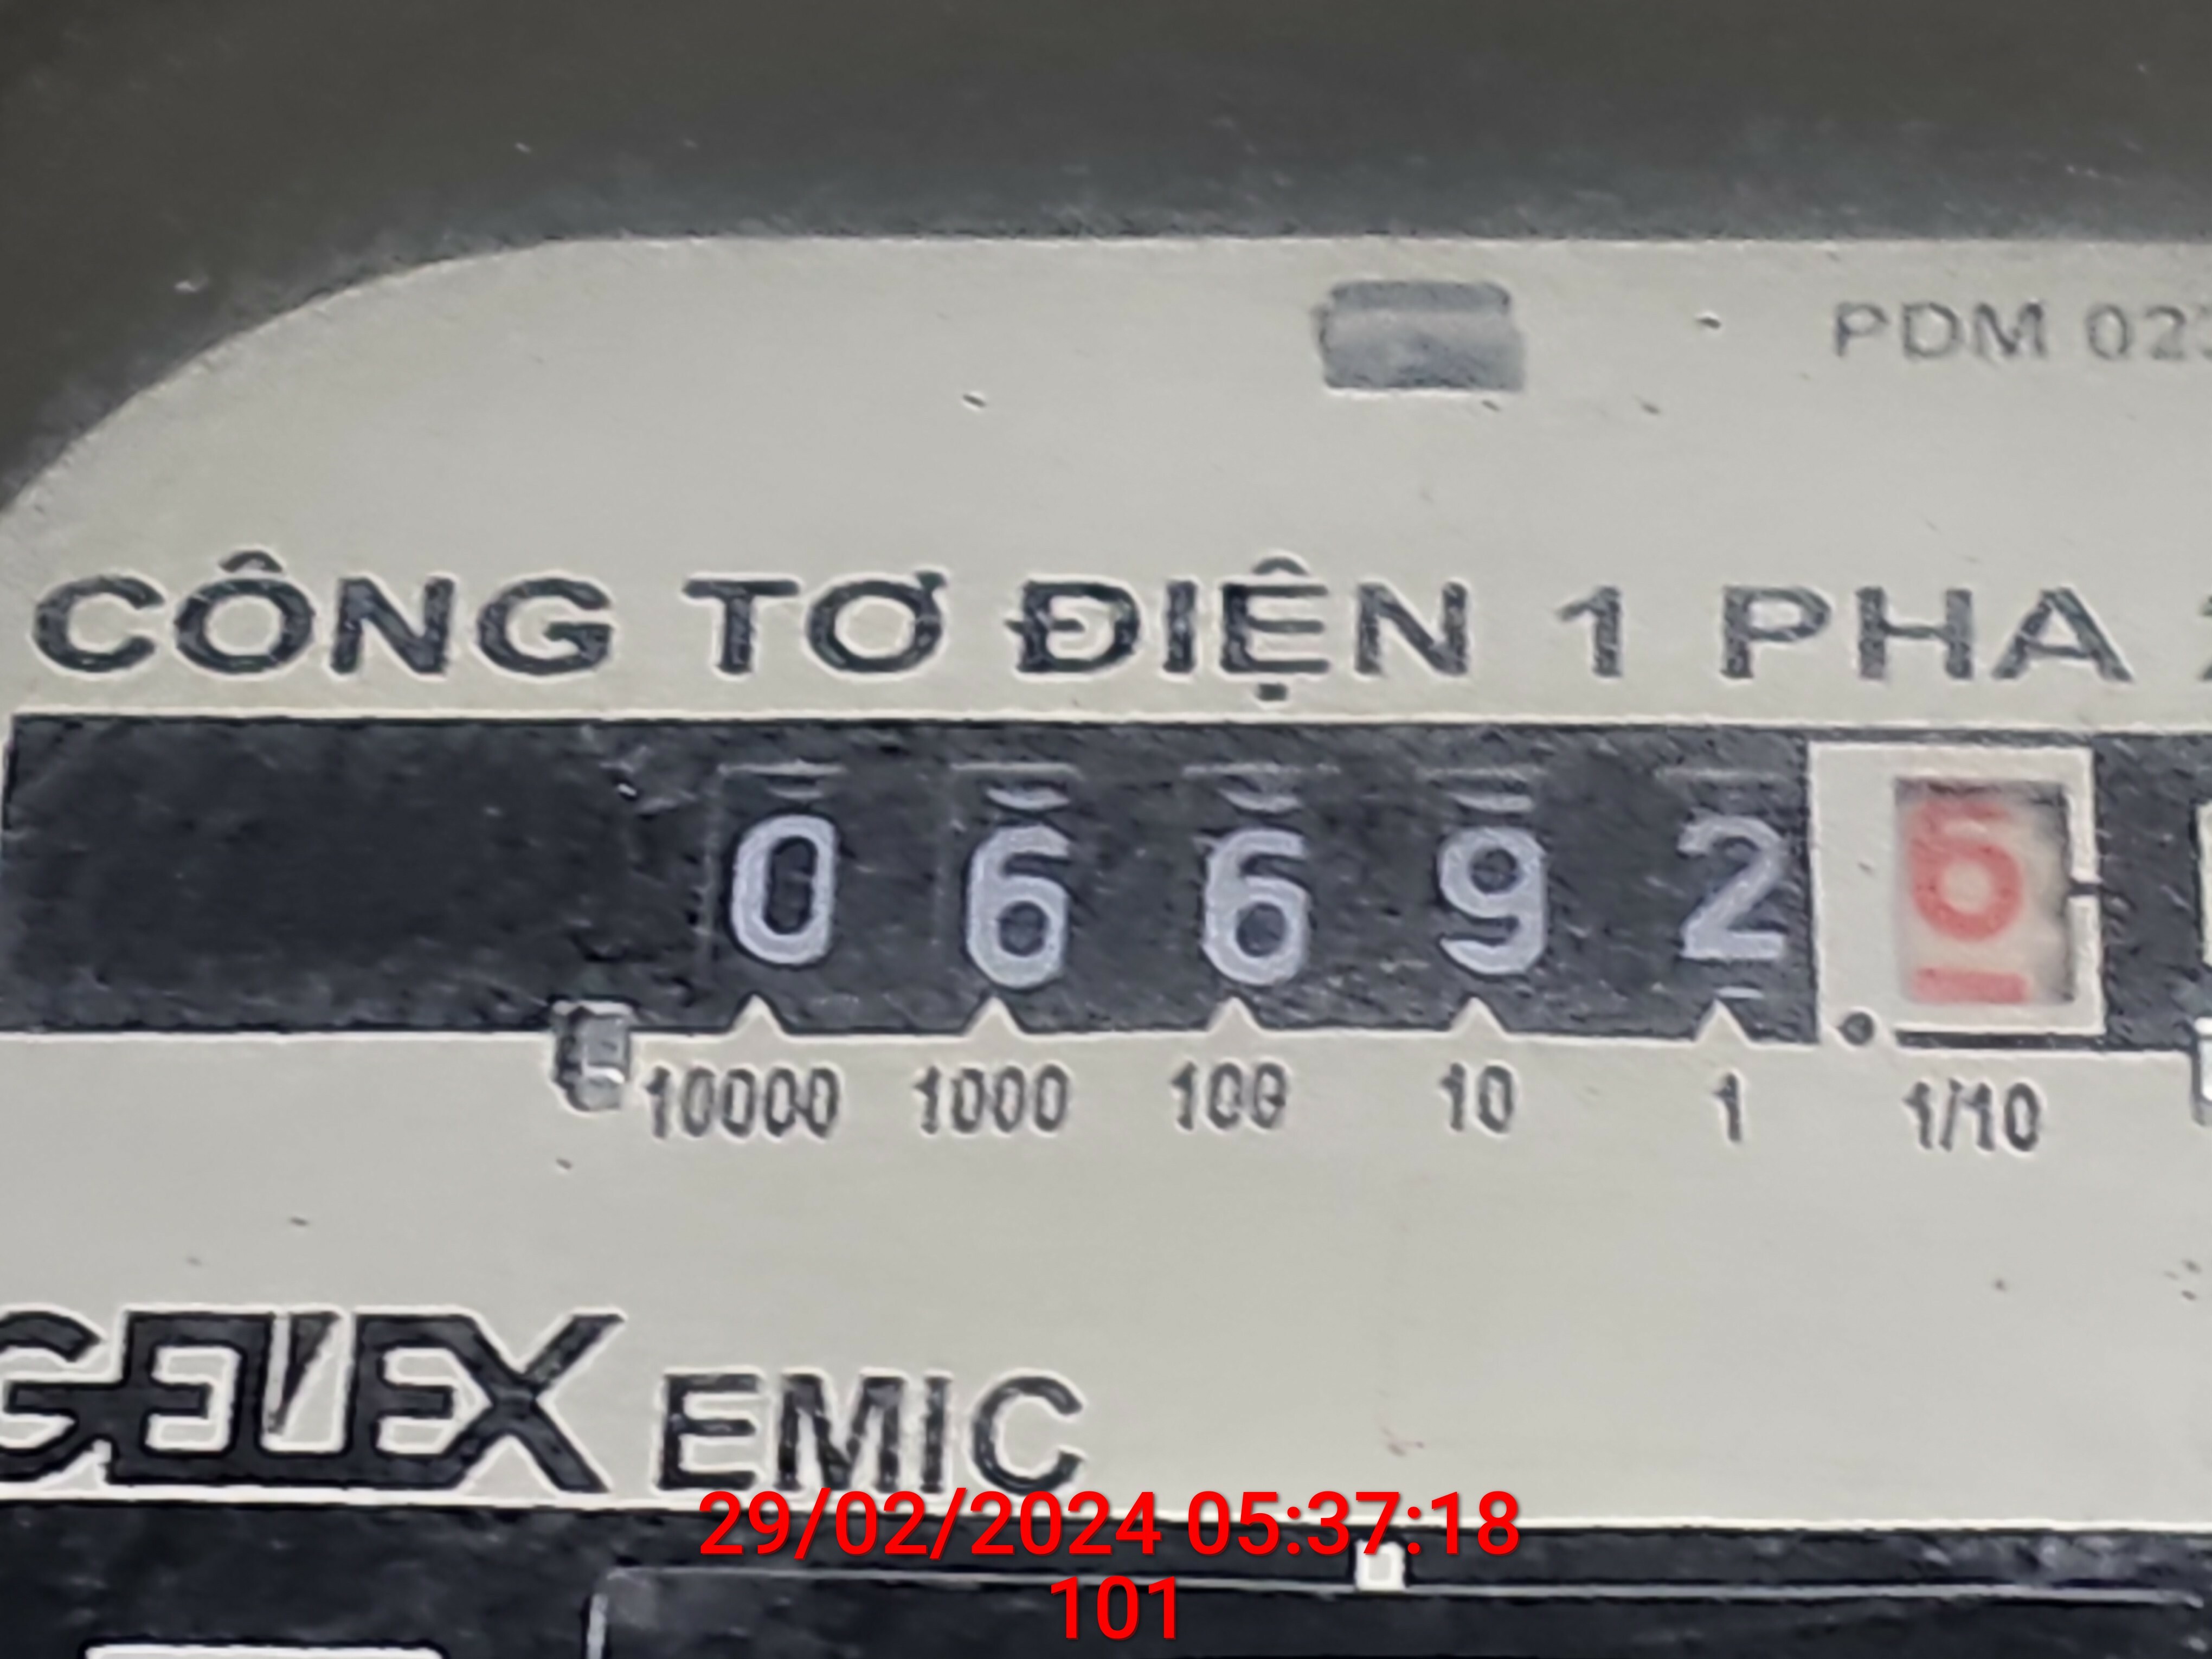 PDM 02
CÔNG TƠ ĐIỆN 1 PHA
0 6 6 9 2 6
10000 1000 100 10 1 1/10
GELEX EMIC
29/02/2024 05:37:18
101